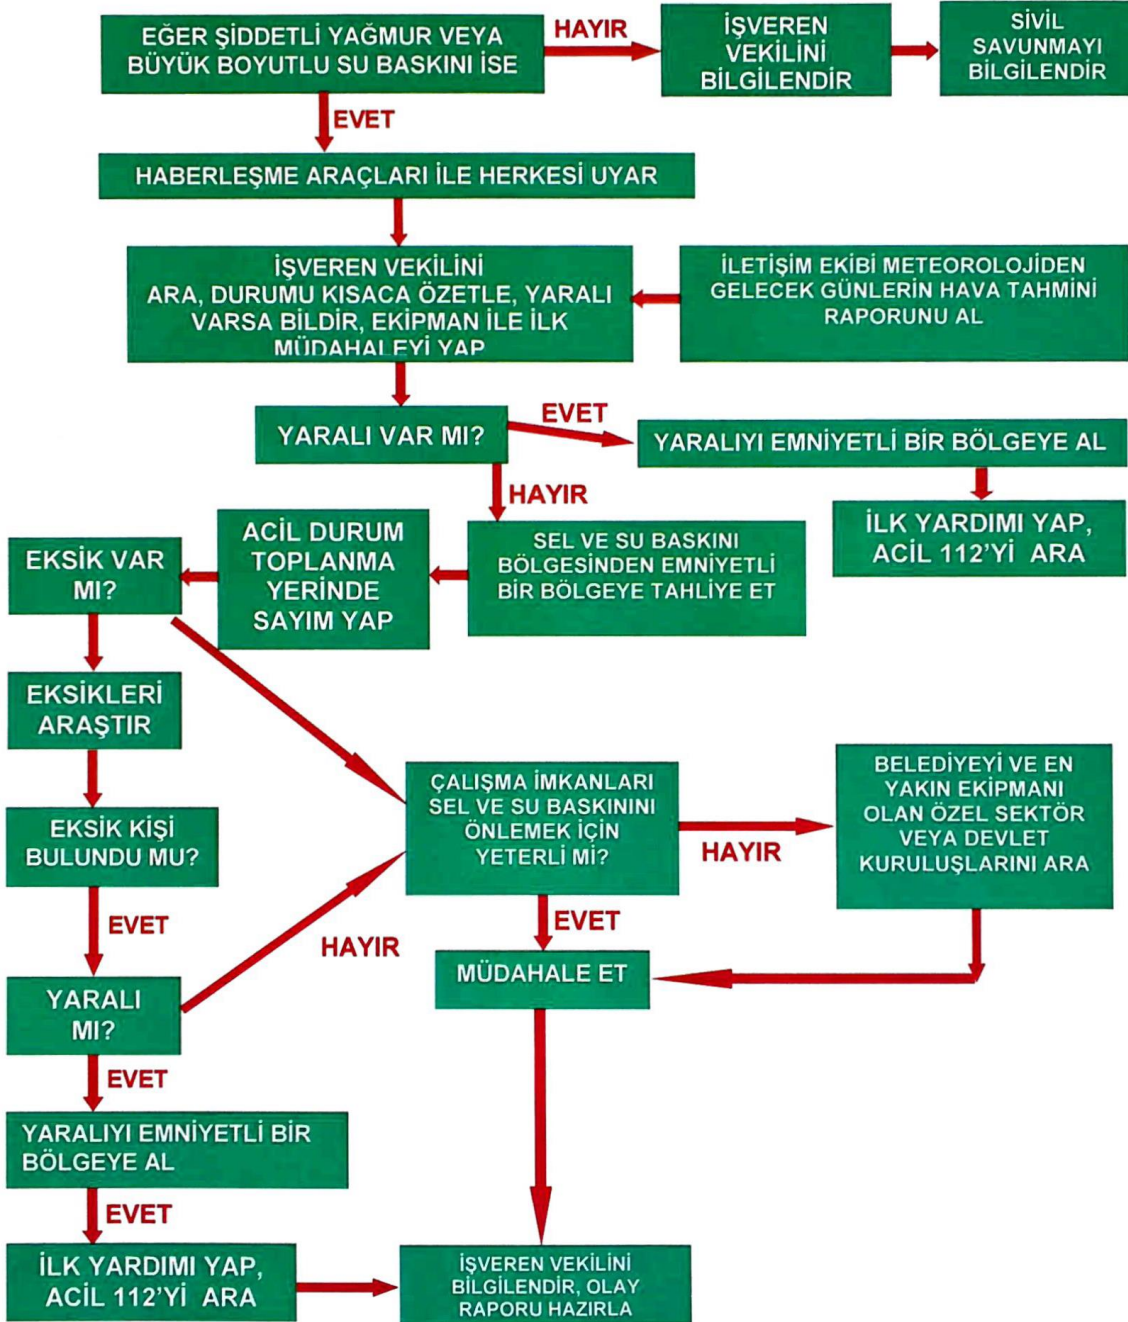 EĞER ŞİDDETLİ YAĞMUR VEYA
BÜYÜK BOYUTLU SU BASKINI İSE
HAYIR
İŞVEREN
VEKİLİNİ
BİLGİLENDİR
SİVİL
SAVUNMAYI
BİLGİLENDİR
EVET
HABERLEŞME ARAÇLARI İLE HERKESİ UYAR
İŞVEREN VEKİLİNİ
ARA, DURUMU KISACA ÖZETLE, YARALI
VARSA BİLDİR, EKİPMAN İLE İLK
MÜDAHALEYİ YAP
İLETİŞİM EKİBİ METEOROLOJİDEN
GELECEK GÜNLERİN HAVA TAHMİNİ
RAPORUNU AL
YARALI VAR MI?
EVET
YARALIYI EMNİYETLİ BİR BÖLGEYE AL
HAYIR
İLK YARDIMI YAP,
ACİL 112'Yİ ARA
SEL VE SU BASKINI
BÖLGESİNDEN EMNİYETLİ
BİR BÖLGEYE TAHLİYE ET
ACİL DURUM
TOPLANMA
YERİNDE
SAYIM YAP
EKSİK VAR
MI?
EKSİKLERİ
ARAŞTIR
EKSİK KİŞİ
BULUNDU MU?
ÇALIŞMA İMKANLARI
SEL VE SU BASKININI
ÖNLEMEK İÇİN
YETERLİ Mİ?
HAYIR
BELEDİYEYİ VE EN
YAKIN EKİPMANI
OLAN ÖZEL SEKTÖR
VEYA DEVLET
KURULUŞLARINI ARA
EVET
HAYIR
EVET
MÜDAHALE ET
YARALI
MI?
EVET
YARALIYI EMNİYETLİ BİR
BÖLGEYE AL
EVET
İLK YARDIMI YAP,
ACİL 112'Yİ ARA
İŞVEREN VEKİLİNİ
BİLGİLENDİR, OLAY
RAPORU HAZIRLA